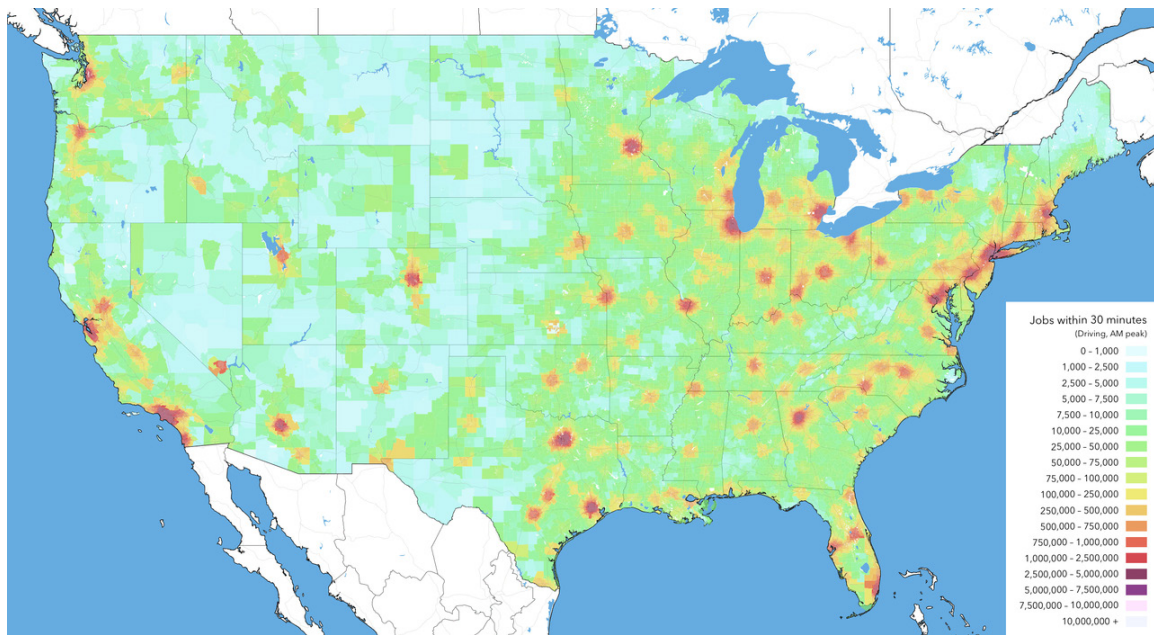 Jobs within 30 minutes
(Driving, AM peak)
0 – 1,000
1,000 – 2,500
2,500 – 5,000
5,000 – 7,500
7,500 – 10,000
10,000 – 25,000
25,000 – 50,000
50,000 – 75,000
75,000 – 100,000
100,000 – 250,000
250,000 – 500,000
500,000 – 750,000
750,000 – 1,000,000
1,000,000 – 2,500,000
2,500,000 – 5,000,000
5,000,000 – 7,500,000
7,500,000 – 10,000,000
10,000,000 +